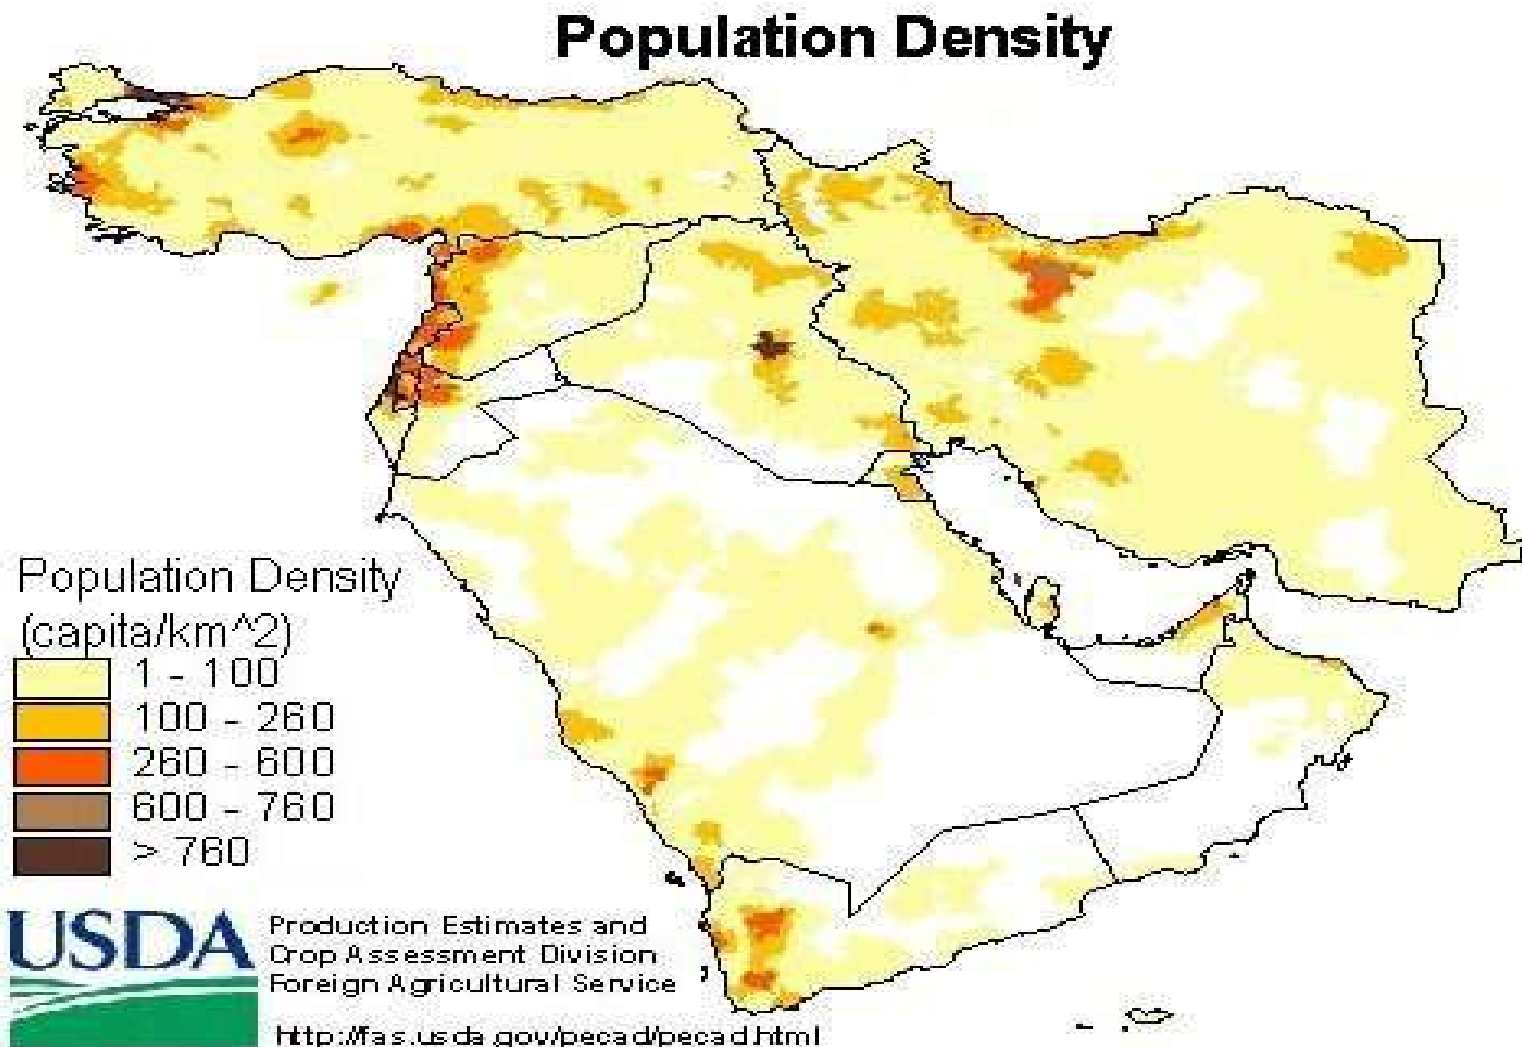 Population Density
Population Density
(capita/km^2)
1 - 100
100 - 260
260 - 600
600 - 760
> 760
USDA
Production Estimates and
Crop Assessment Division
Foreign Agricultural Service
http://fas.usda.gov/pecad/pecad.html